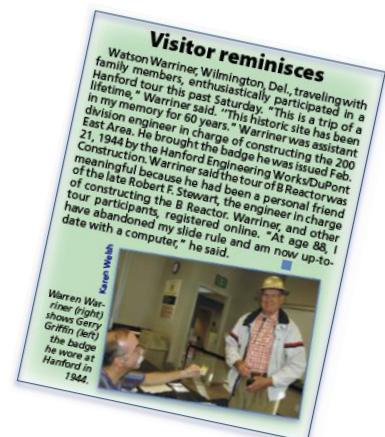 Visitor reminisces
Watson Warriner, Wilmington, Del., traveling with
family members, enthusiastically participated in a
Hanford tour this past Saturday. "This is a trip of a
lifetime," Warriner said. "This historic site has been
in my memory for 60 years." Warriner was assistant
division engineer in charge of constructing the 200
East Area. He brought the badge he was issued Feb.
21, 1944 by the Hanford Engineering Works/DuPont
Construction. Warriner said the tour of B Reactor was
meaningful because he had been a personal friend
of the late Robert F. Stewart, the engineer in charge
of constructing the B Reactor. Warriner, and other
tour participants, registered online. "At age 88, I
have abandoned my slide rule and am now up-to-
date with a computer," he said.
Karen Welsh
Warren War-
riner (right)
shows Gerry
Griffin (left)
the badge
he wore at
Hanford in
1944.